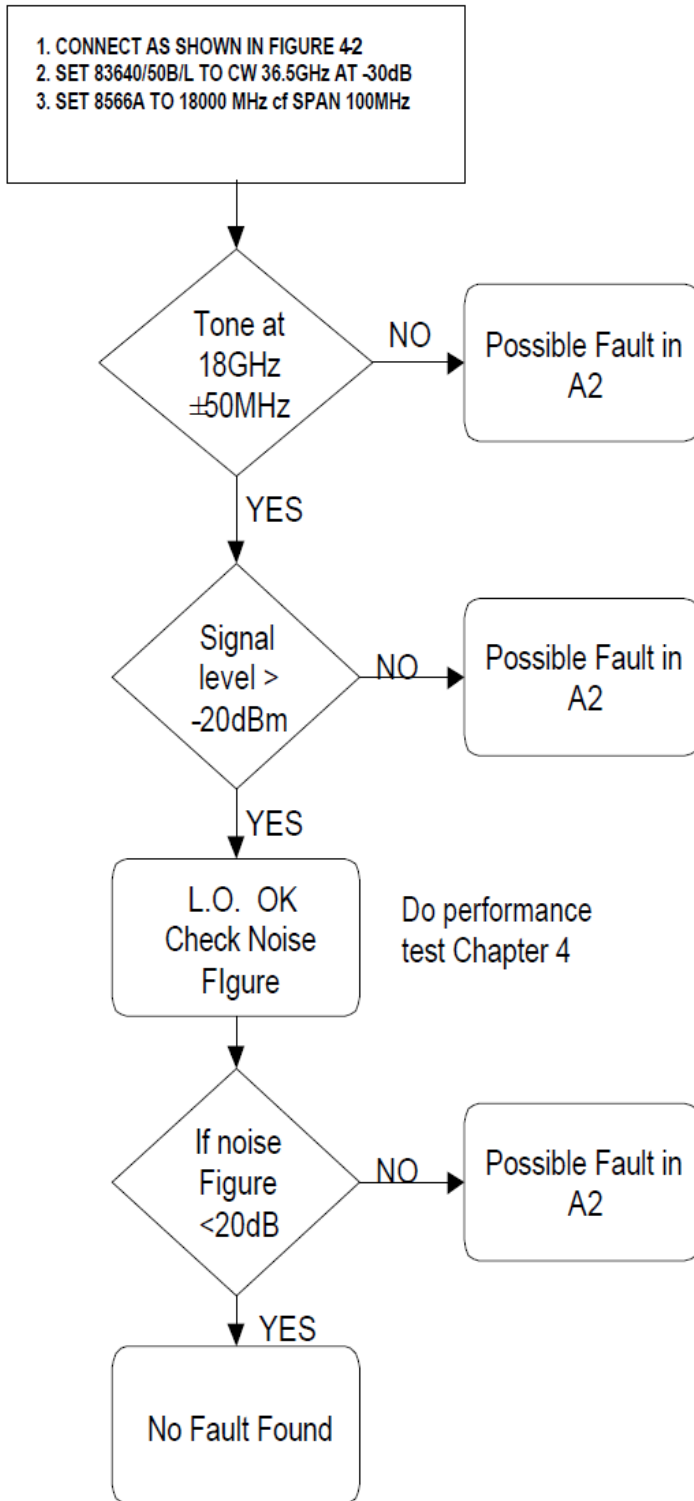 1. CONNECT AS SHOWN IN FIGURE 4-2
2. SET 83640/50B/L TO CW 36.5GHz AT -30dB
3. SET 8566A TO 18000 MHz cf SPAN 100MHz
Tone at
18GHz
±50MHz
NO
Possible Fault in
A2
YES
Signal
level >
-20dBm
NO
Possible Fault in
A2
YES
L.O. OK
Check Noise
FIgure
Do performance
test Chapter 4
If noise
Figure
<20dB
NO
Possible Fault in
A2
YES
No Fault Found